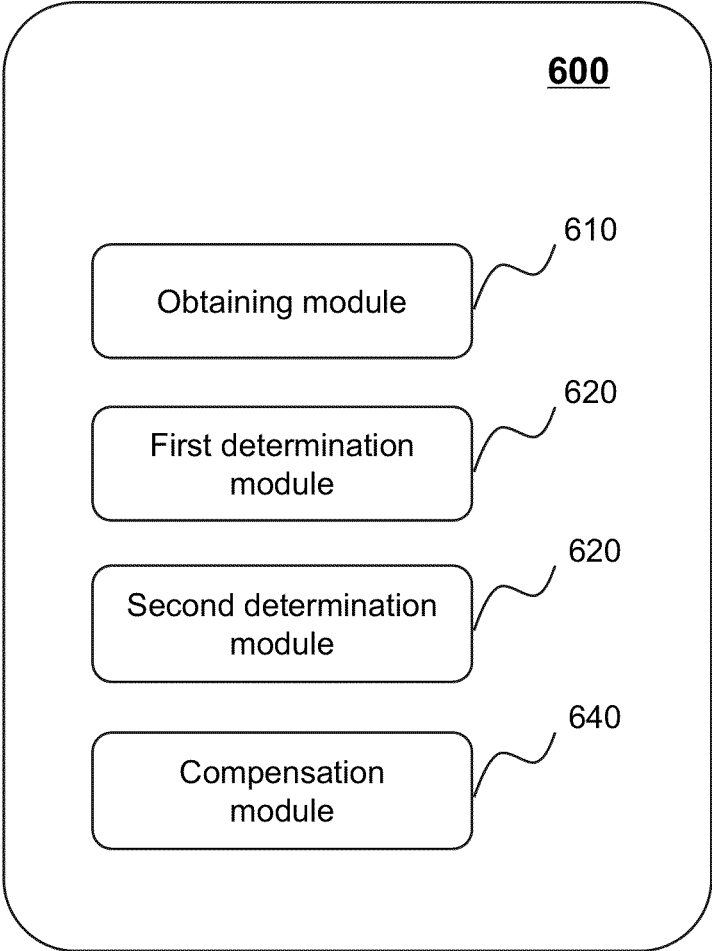 600
610
Obtaining module
620
First determination
module
620
Second determination
module
640
Compensation
module